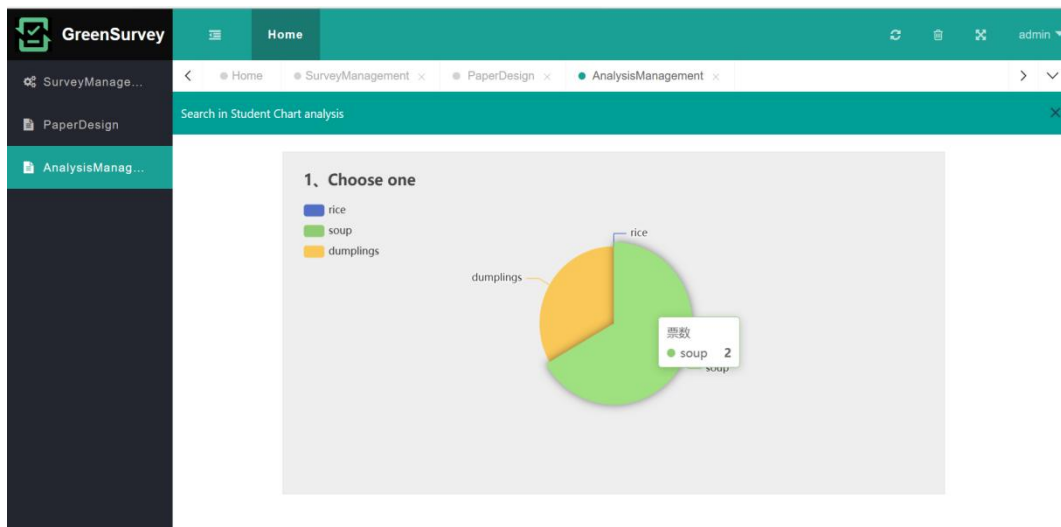 GreenSurvey
Home
admin
SurveyManage...
PaperDesign
AnalysisManag...
Home
SurveyManagement
PaperDesign
AnalysisManagement
Search in Student Chart analysis
1、Choose one
rice
soup
dumplings
rice
dumplings
票数
soup 2
soup